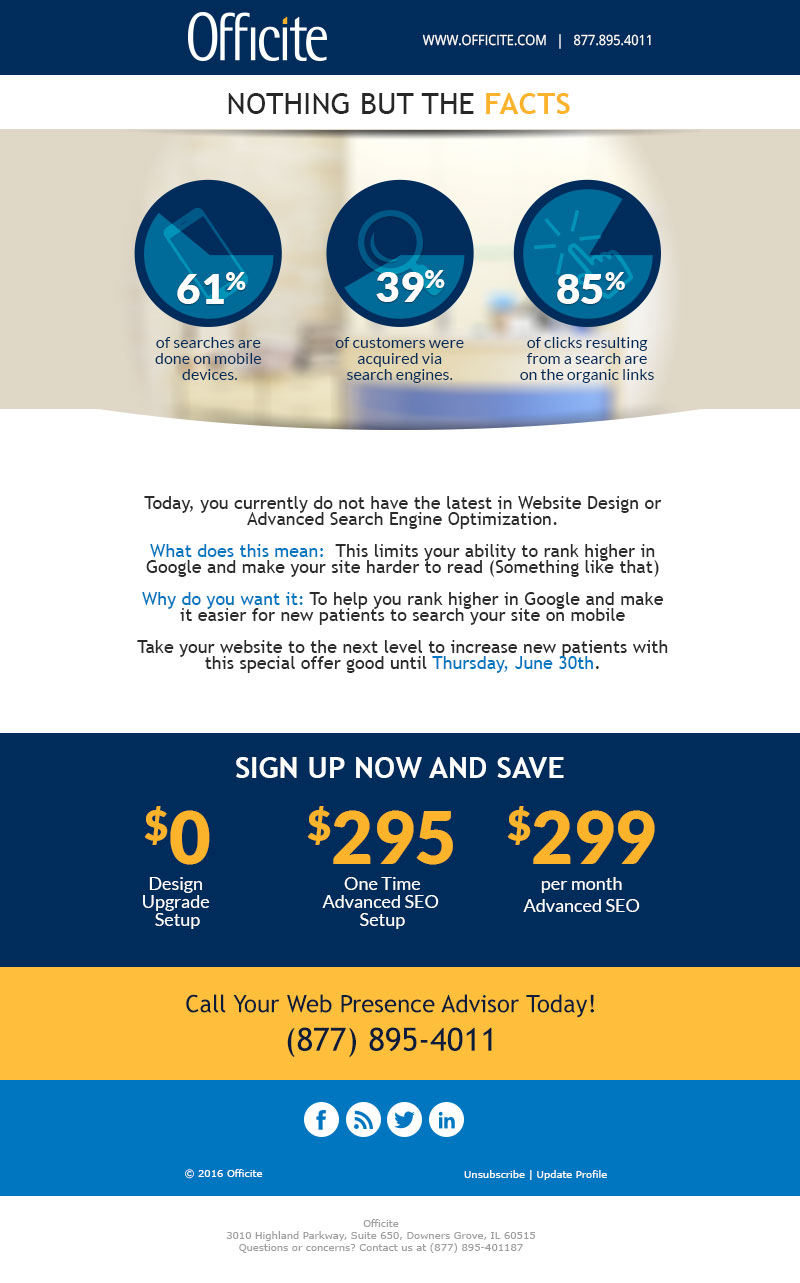 Officite
WWW.OFFICITE.COM | 877.895.4011
NOTHING BUT THE FACTS
61%
of searches are
done on mobile
devices.
39%
of customers were
acquired via
search engines.
85%
of clicks resulting
from a search are
on the organic links
Today, you currently do not have the latest in Website Design or
Advanced Search Engine Optimization.
What does this mean: This limits your ability to rank higher in
Google and make your site harder to read (Something like that)
Why do you want it: To help you rank higher in Google and make
it easier for new patients to search your site on mobile
Take your website to the next level to increase new patients with
this special offer good until Thursday, June 30th.
SIGN UP NOW AND SAVE
$0
Design
Upgrade
Setup
$295
One Time
Advanced SEO
Setup
$299
per month
Advanced SEO
Call Your Web Presence Advisor Today!
(877) 895-4011
f
in
© 2016 Officite
Unsubscribe | Update Profile
Officite
3010 Highland Parkway, Suite 650, Downers Grove, IL 60515
Questions or concerns? Contact us at (877) 895-401187